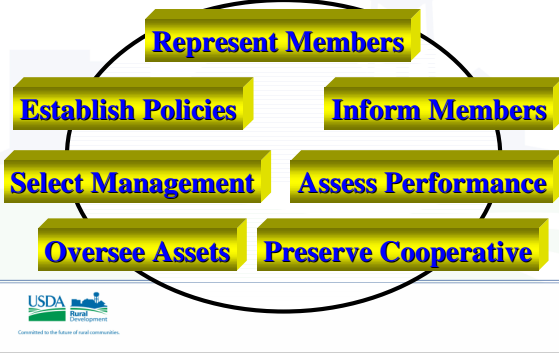 Represent Members
Establish Policies
Inform Members
Select Management
Assess Performance
Oversee Assets
Preserve Cooperative
USDA
Rural
Development
Committed to the future of rural communities.